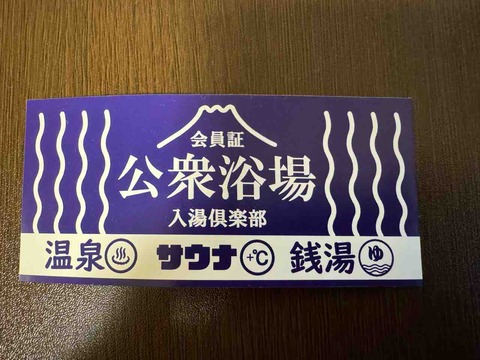 会員証
公衆浴場
入湯倶楽部
温泉♨ サウナ+℃ 銭湯ゆ